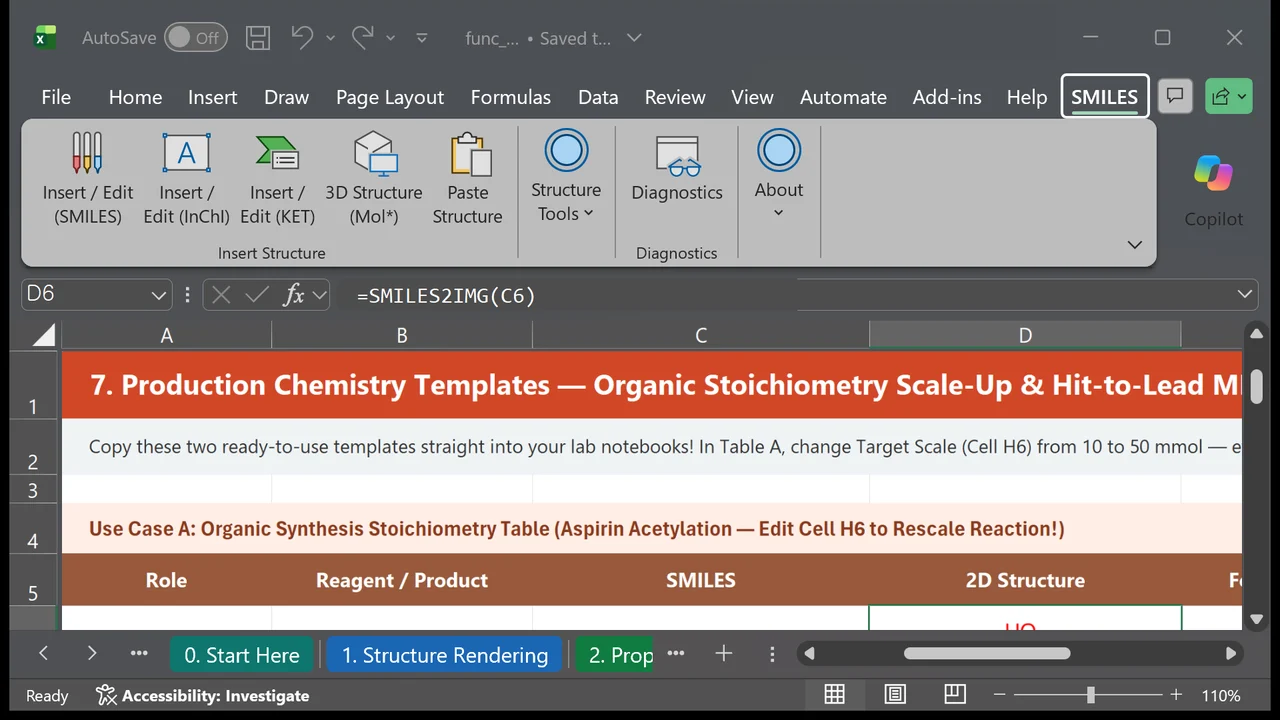 AutoSave Off func_... • Saved t...
File Home Insert Draw Page Layout Formulas Data Review View Automate Add-ins Help SMILES
Insert / Edit (SMILES)
Insert / Edit (InChI)
Insert / Edit (KET)
3D Structure (Mol*)
Paste Structure
Structure Tools
Diagnostics
About
Copilot
Insert Structure
Diagnostics
D6 fx =SMILES2IMG(C6)
A B C D
1 7. Production Chemistry Templates — Organic Stoichiometry Scale-Up & Hit-to-Lead
2 Copy these two ready-to-use templates straight into your lab notebooks! In Table A, change Target Scale (Cell H6) from 10 to 50 mmol —
3
4 Use Case A: Organic Synthesis Stoichiometry Table (Aspirin Acetylation — Edit Cell H6 to Rescale Reaction!)
5 Role Reagent / Product SMILES 2D Structure
HO
0. Start Here 1. Structure Rendering 2. Prop
Ready Accessibility: Investigate 110%